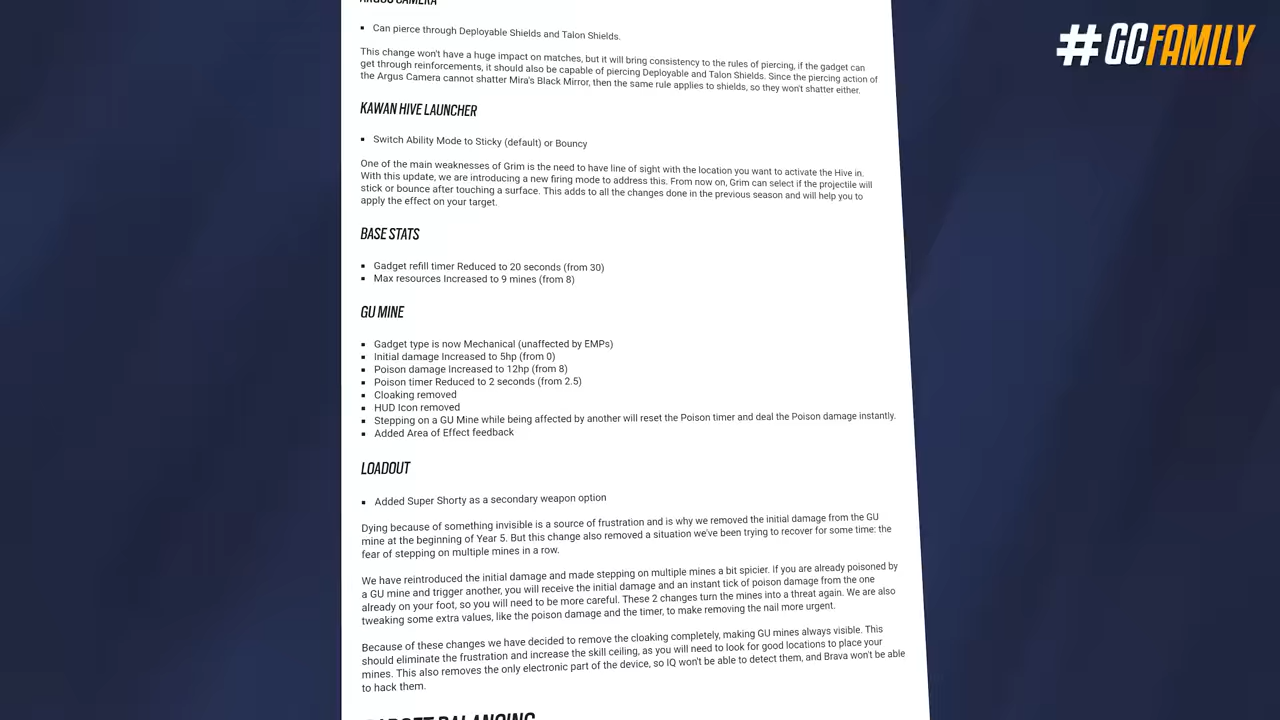 ARGUS CAMERA
#GCFAMILY
Can pierce through Deployable Shields and Talon Shields.
This change won't have a huge impact on matches, but it will bring consistency to the rules of piercing, if the gadget can
get through reinforcements, it should also be capable of piercing Deployable and Talon Shields. Since the piercing action of
the Argus Camera cannot shatter Mira's Black Mirror, then the same rule applies to shields, so they won't shatter either.
KAWAN HIVE LAUNCHER
Switch Ability Mode to Sticky (default) or Bouncy
One of the main weaknesses of Grim is the need to have line of sight with the location you want to activate the Hive in.
With this update, we are introducing a new firing mode to address this. From now on, Grim can select if the projectile will
stick or bounce after touching a surface. This adds to all the changes done in the previous season and will help you to
apply the effect on your target.
BASE STATS
Gadget refill timer Reduced to 20 seconds (from 30)
Max resources Increased to 9 mines (from 8)
GU MINE
Gadget type is now Mechanical (unaffected by EMPs)
Initial damage Increased to 5hp (from 0)
Poison damage Increased to 12hp (from 8)
Poison timer Reduced to 2 seconds (from 2.5)
Cloaking removed
HUD Icon removed
Stepping on a GU Mine while being affected by another will reset the Poison timer and deal the Poison damage instantly.
Added Area of Effect feedback
LOADOUT
Added Super Shorty as a secondary weapon option
Dying because of something invisible is a source of frustration and is why we removed the initial damage from the GU
mine at the beginning of Year 5. But this change also removed a situation we've been trying to recover for some time: the
fear of stepping on multiple mines in a row.
We have reintroduced the initial damage and made stepping on multiple mines a bit spicier. If you are already poisoned by
a GU mine and trigger another, you will receive the initial damage and an instant tick of poison damage from the one
already on your foot, so you will need to be more careful. These 2 changes turn the mines into a threat again. We are also
tweaking some extra values, like the poison damage and the timer, to make removing the nail more urgent.
Because of these changes we have decided to remove the cloaking completely, making GU mines always visible. This
should eliminate the frustration and increase the skill ceiling, as you will need to look for good locations to place your
mines. This also removes the only electronic part of the device, so IQ won't be able to detect them, and Brava won't be able
to hack them.
GADGET BALANCING